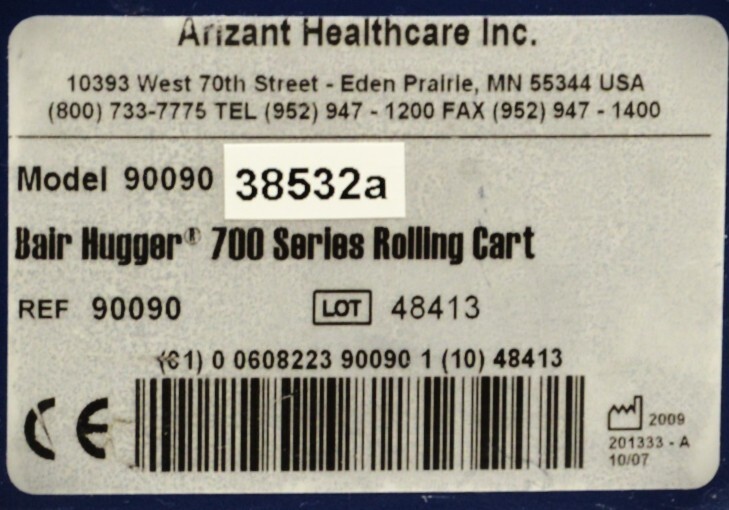 Arizant Healthcare Inc.
10393 West 70th Street - Eden Prairie, MN 55344 USA
(800) 733-7775 TEL (952) 947 - 1200 FAX (952) 947 - 1400
Model 90090 38532a
Bair Hugger® 700 Series Rolling Cart
REF 90090 LOT 48413
(01) 0 0608223 90090 1 (10) 48413
CE 2009
201333 - A
10/07